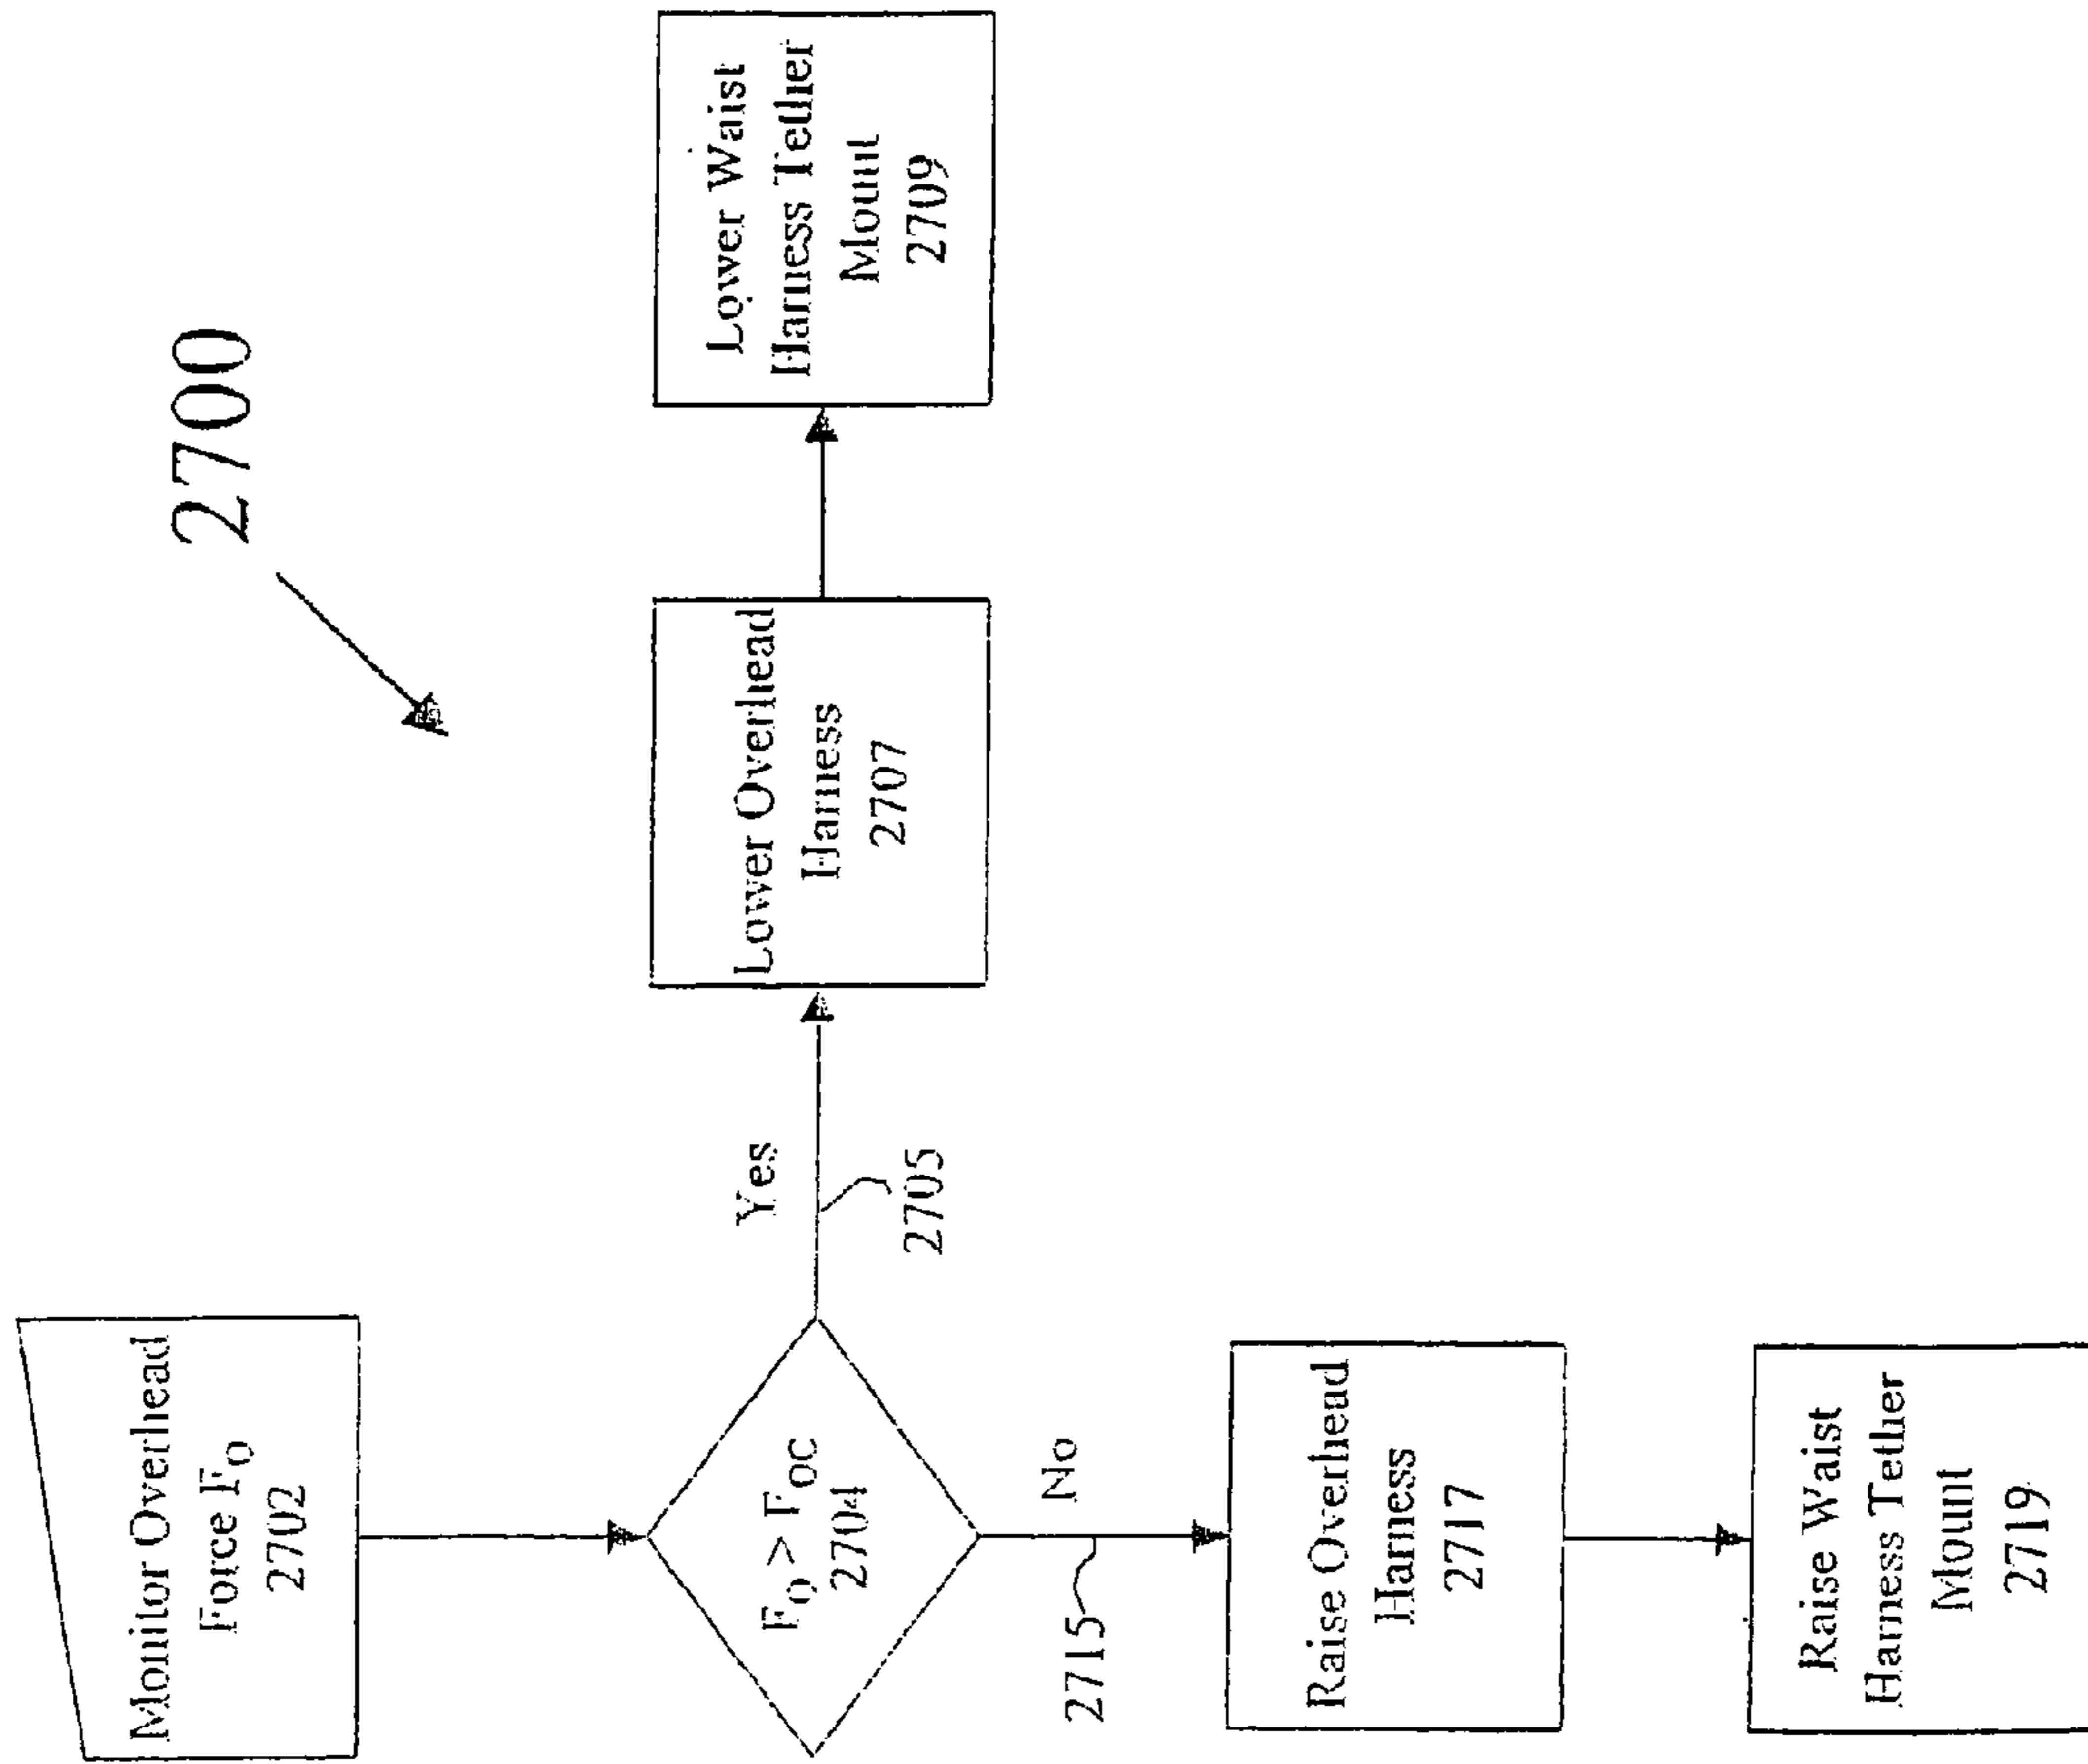 2700
Monitor Overhead
Force F₀
2702
F₀ > F_OC
2704
Yes
2705
Lower Overhead
Harness
2707
Lower Waist
Harness Tether
Mount
2709
No
2715
Raise Overhead
Harness
2717
Raise Waist
Harness Tether
Mount
2719